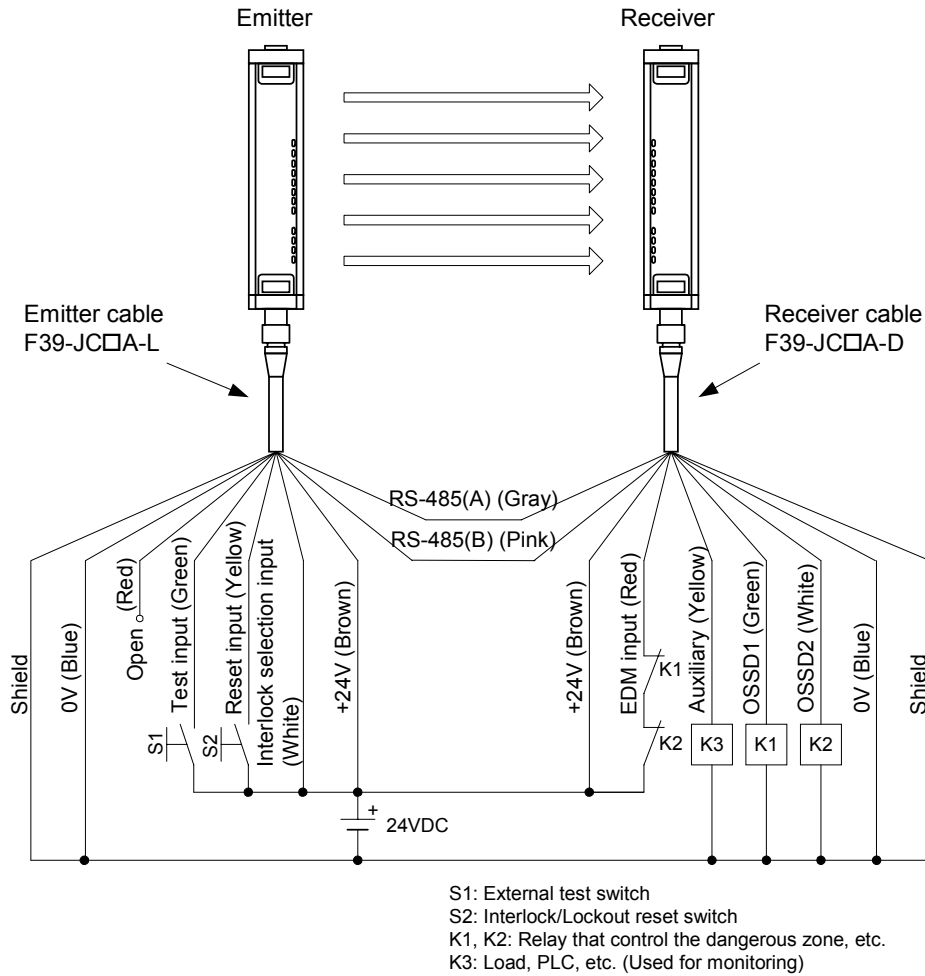 Emitter
Receiver
Emitter cable
F39-JC□A-L
Receiver cable
F39-JC□A-D
RS-485(A) (Gray)
RS-485(B) (Pink)
Shield
0V (Blue)
Open (Red)
Test input (Green)
Reset input (Yellow)
Interlock selection input
(White)
+24V (Brown)
+24V (Brown)
EDM input (Red)
Auxiliary (Yellow)
OSSD1 (Green)
OSSD2 (White)
0V (Blue)
Shield
S1
S2
K1
K2
K3
K1
K2
+
24VDC
S1: External test switch
S2: Interlock/Lockout reset switch
K1, K2: Relay that control the dangerous zone, etc.
K3: Load, PLC, etc. (Used for monitoring)